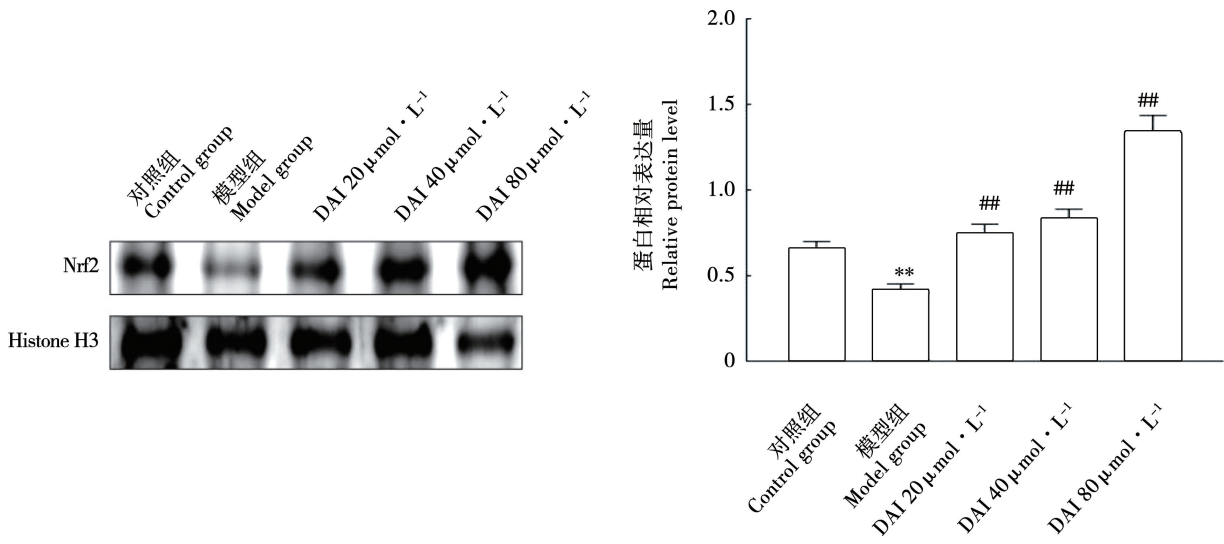 对照组
Control group
模型组
Model group
DAI 20 μmol·L⁻¹
DAI 40 μmol·L⁻¹
DAI 80 μmol·L⁻¹
Nrf2
Histone H3
蛋白相对表达量
Relative protein level
2.0
1.5
1.0
0.5
0
**
##
##
##
对照组
Control group
模型组
Model group
DAI 20 μmol·L⁻¹
DAI 40 μmol·L⁻¹
DAI 80 μmol·L⁻¹